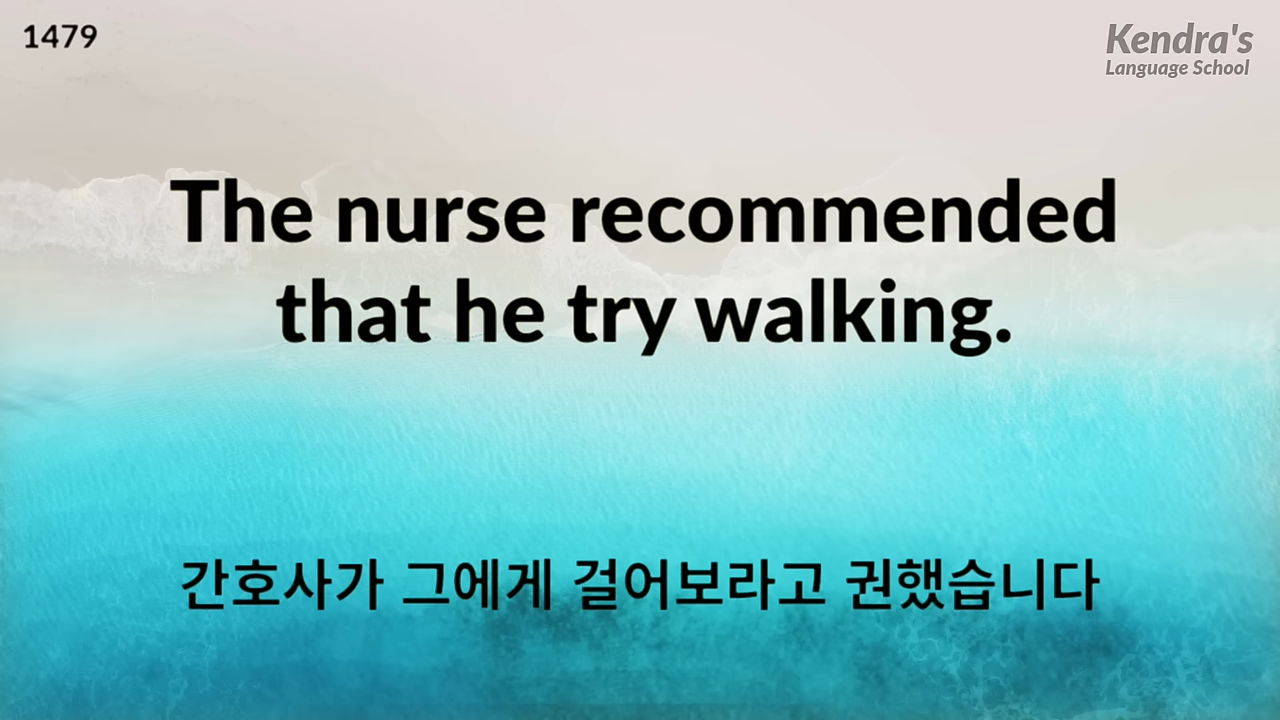 1479
Kendra's
Language School
The nurse recommended
that he try walking.
간호사가 그에게 걸어보라고 권했습니다